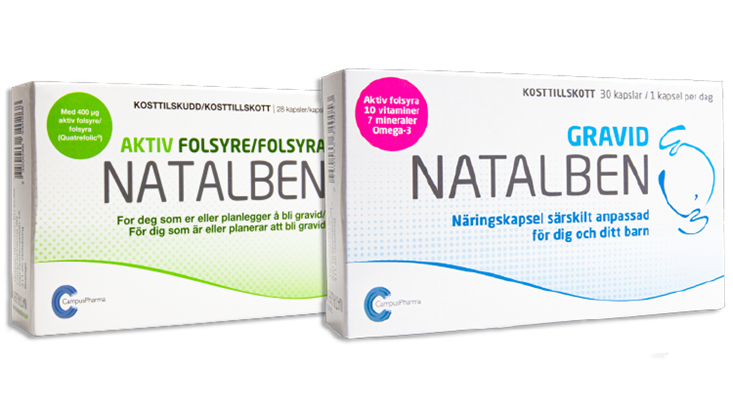 Med 400 µg
aktiv folsyre/
folsyra
(Quatrefolic®)
KOSTTILSKUDD/KOSTTILLSKOTT | 28 kapsler/kaps
AKTIV FOLSYRE/FOLSYRA
NATALBEN
For deg som er eller planlegger å bli gravid/
För dig som är eller planerar att bli gravid
CampusPharma
Aktiv folsyra
10 vitaminer
7 mineraler
Omega-3
KOSTTILLSKOTT 30 kapslar / 1 kapsel per dag
GRAVID
NATALBEN
Näringskapsel särskilt anpassad
för dig och ditt barn
CampusPharma